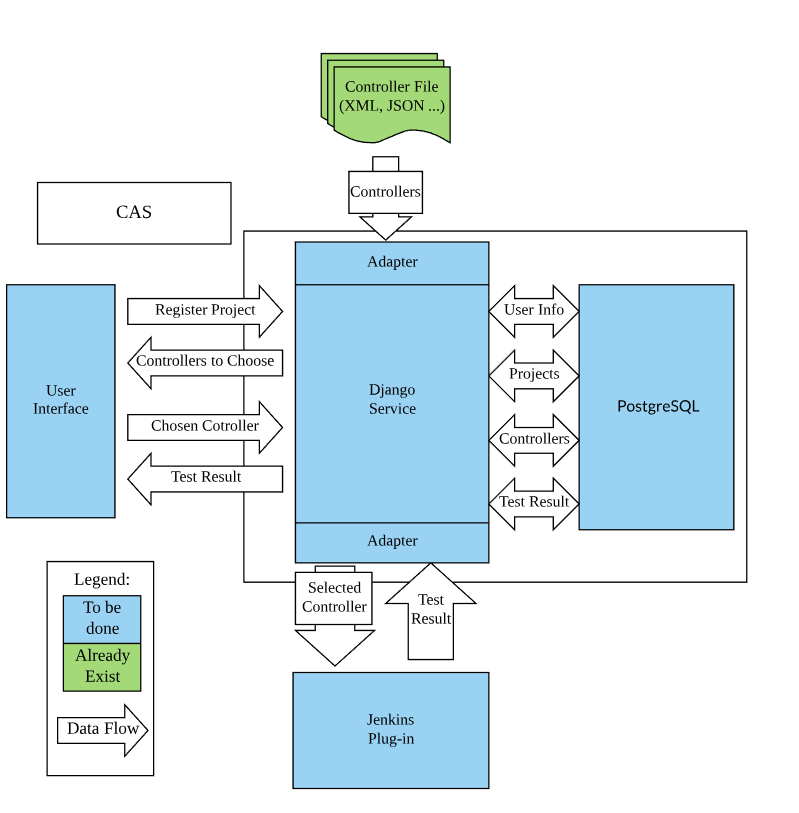 Controller File
(XML, JSON ...)
Controllers
CAS
Adapter
Register Project
Controllers to Choose
Chosen Cotroller
Test Result
User
Interface
Django
Service
User Info
Projects
Controllers
Test Result
PostgreSQL
Adapter
Selected
Controller
Test
Result
Jenkins
Plug-in
Legend:
To be
done
Already
Exist
Data Flow